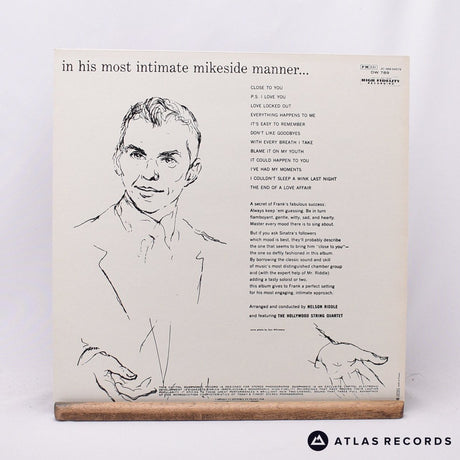 in his most intimate mikeside manner...
DW 789
HIGH FIDELITY
RECORDING
CLOSE TO YOU
P.S. I LOVE YOU
LOVE LOCKED OUT
EVERYTHING HAPPENS TO ME
IT'S EASY TO REMEMBER
DON'T LIKE GOODBYES
WITH EVERY BREATH I TAKE
BLAME IT ON MY YOUTH
IT COULD HAPPEN TO YOU
I'VE HAD MY MOMENTS
I COULDN'T SLEEP A WINK LAST NIGHT
THE END OF A LOVE AFFAIR
A secret of Frank's fabulous success:
Always keep 'em guessing. Be in turn
flamboyant, gentle, witty, sad, and hearty.
Master every mood there is to sing about.
But if you ask Sinatra's followers
which mood is best, they'll probably describe
the one that seems to bring him "close to you"—
the one so deftly fashioned in this album.
By borrowing the classic sound and skill
of music's most distinguished chamber group
and (with the expert help of Mr. Riddle)
adding a tasty soloist or two,
this album gives to Frank a perfect setting
for his most engaging, intimate approach.
Arranged and conducted by NELSON RIDDLE
and featuring THE HOLLYWOOD STRING QUARTET
ATLAS RECORDS